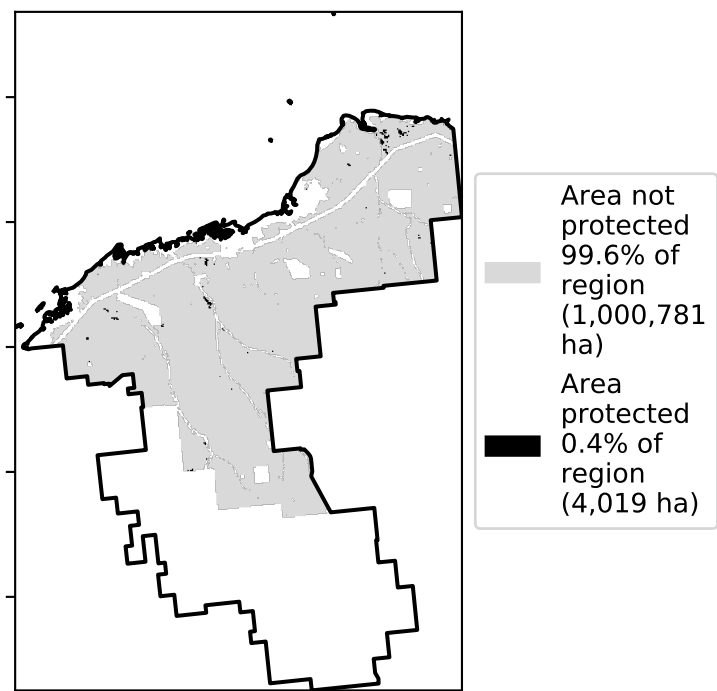 Area not
protected
99.6% of
region
(1,000,781
ha)
Area
protected
0.4% of
region
(4,019 ha)